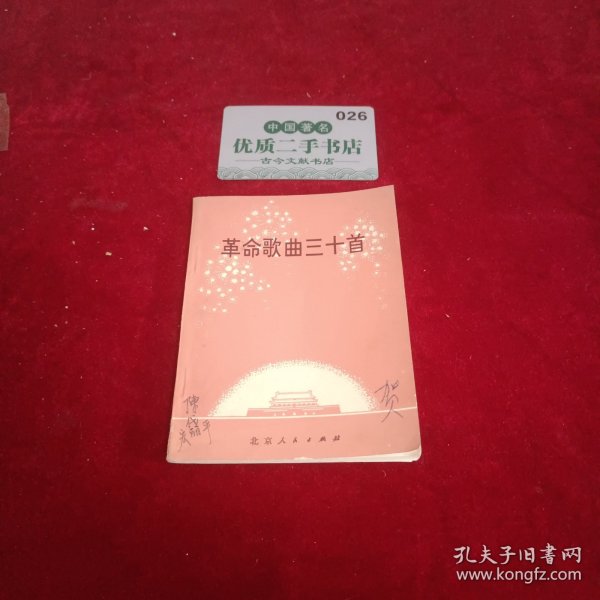 026
中国著名
优质二手书店
古今文献书店
革命歌曲三十首
贺
北京人民出版社
孔夫子旧书网
www.kongfz.com